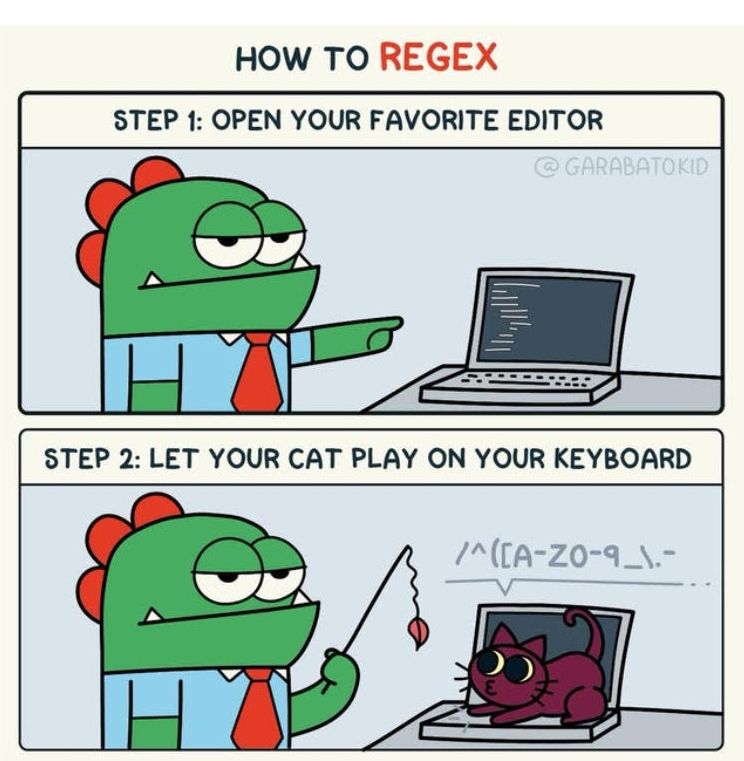 HOW TO REGEX
STEP 1: OPEN YOUR FAVORITE EDITOR
@GARABATOKID
STEP 2: LET YOUR CAT PLAY ON YOUR KEYBOARD
/^([A-Z0-9_\.-